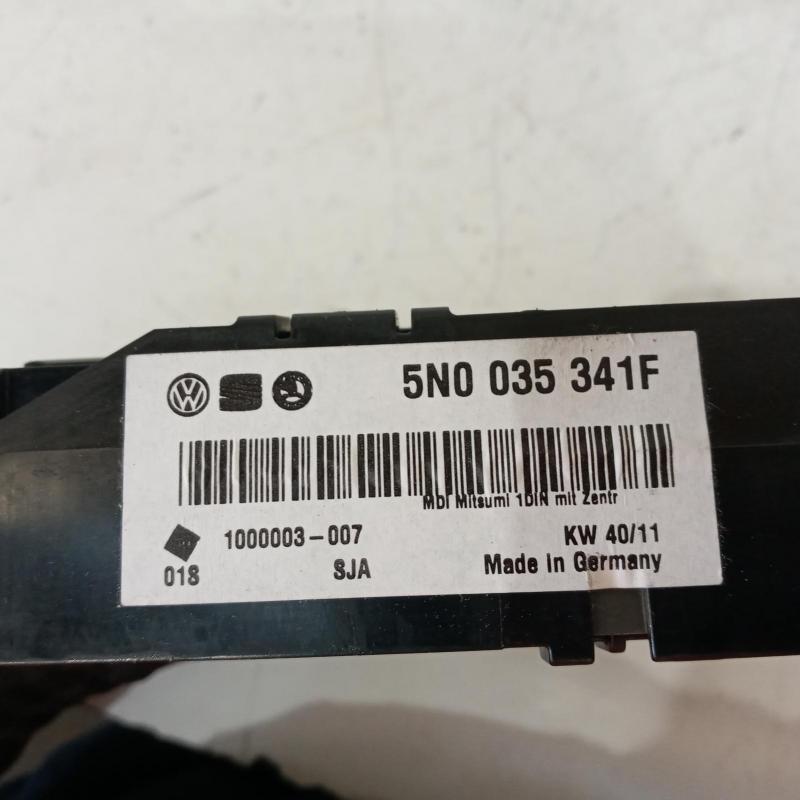 5N0 035 341F
MDI Mitsumi 1DIN mit Zentr
1000003-007
KW 40/11
018
SJA
Made in Germany